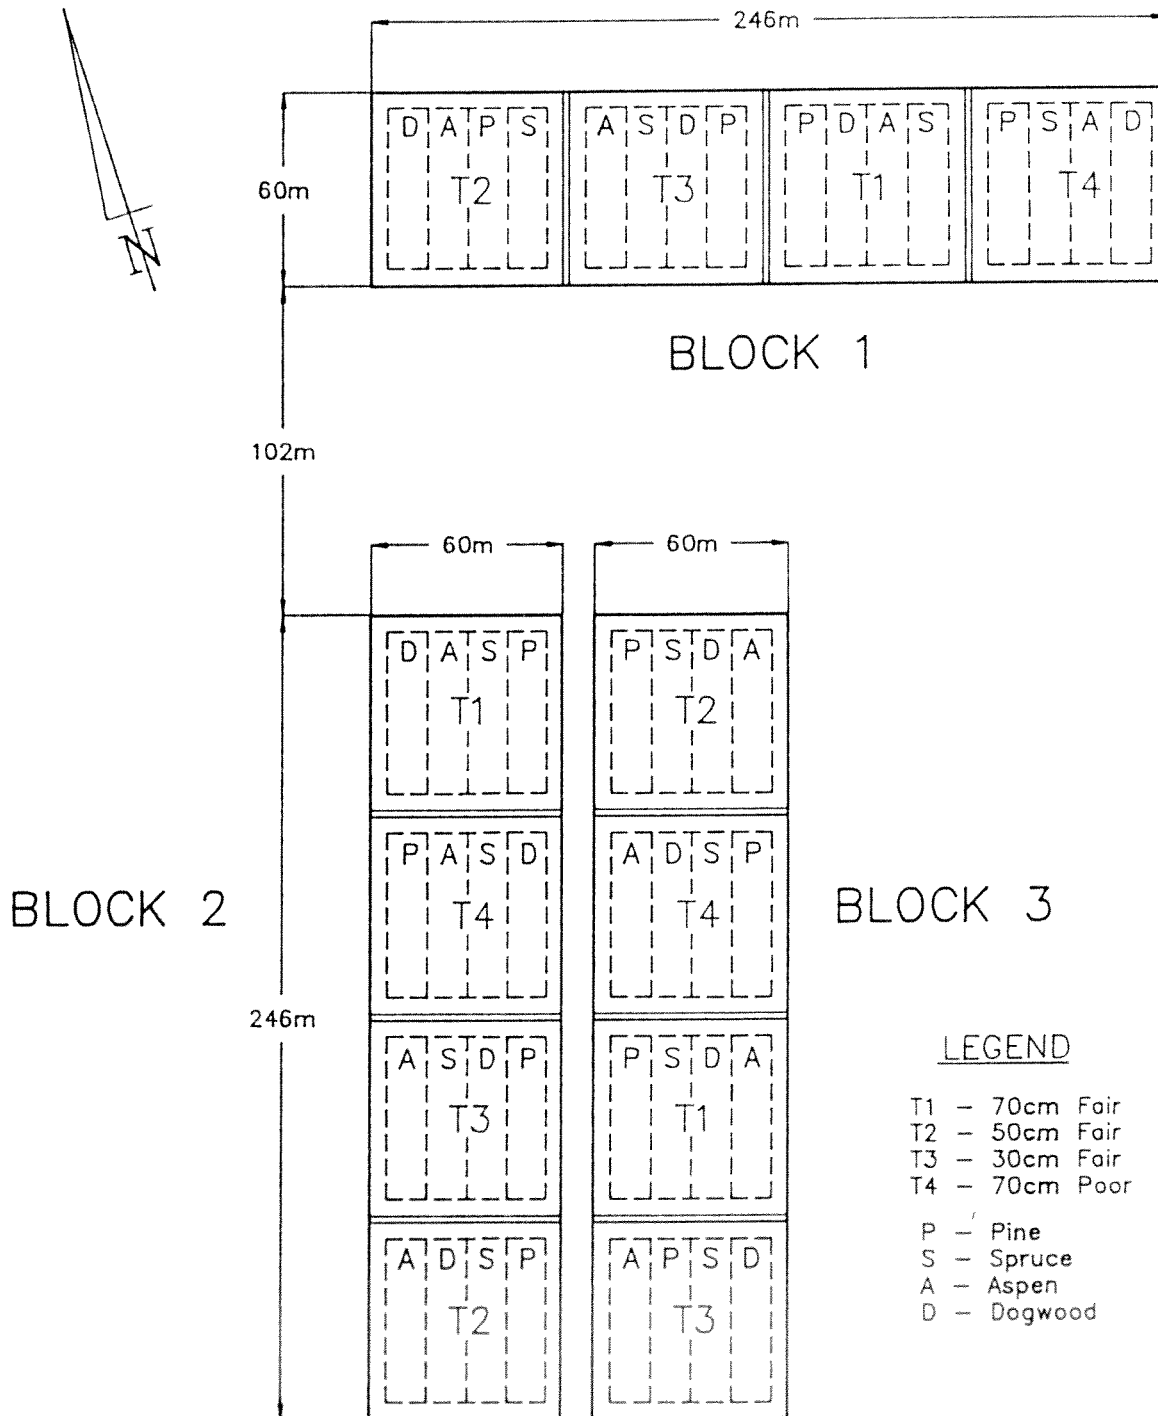 246m
D A P S A S D P P D A S P S A D
60m T2 T3 T1 T4
N
BLOCK 1
102m
60m 60m
D A S P P S D A
T1 T2
P A S D A D S P
BLOCK 2 T4 T4 BLOCK 3
246m
A S D P P S D A
T3 T1
A D S P A P S D
T2 T3
LEGEND
T1 – 70cm Fair
T2 – 50cm Fair
T3 – 30cm Fair
T4 – 70cm Poor
P – Pine
S – Spruce
A – Aspen
D – Dogwood